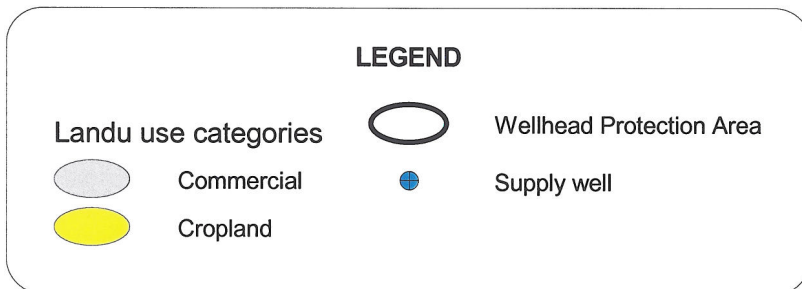 LEGEND
Landu use categories
Wellhead Protection Area
Commercial
Supply well
Cropland